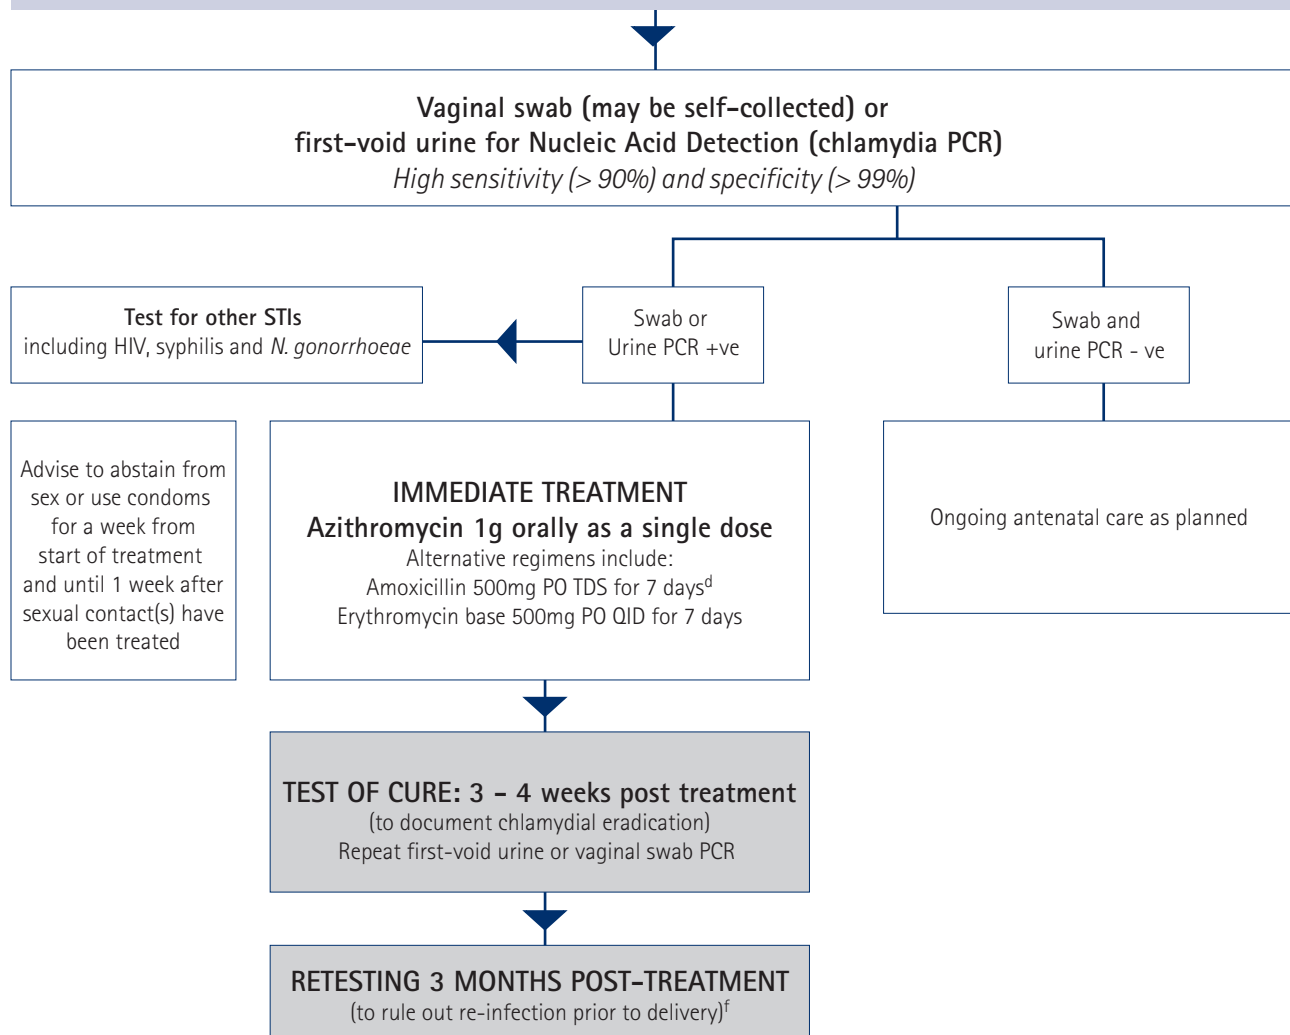 Vaginal swab (may be self-collected) or
first-void urine for Nucleic Acid Detection (chlamydia PCR)
High sensitivity (> 90%) and specificity (> 99%)
Test for other STIs
including HIV, syphilis and N. gonorrhoeae
Swab or
Urine PCR +ve
Swab and
urine PCR - ve
Advise to abstain from
sex or use condoms
for a week from
start of treatment
and until 1 week after
sexual contact(s) have
been treated
IMMEDIATE TREATMENT
Azithromycin 1g orally as a single dose
Alternative regimens include:
Amoxicillin 500mg PO TDS for 7 daysᵈ
Erythromycin base 500mg PO QID for 7 days
Ongoing antenatal care as planned
TEST OF CURE: 3 – 4 weeks post treatment
(to document chlamydial eradication)
Repeat first-void urine or vaginal swab PCR
RETESTING 3 MONTHS POST-TREATMENT
(to rule out re-infection prior to delivery)ᶠ